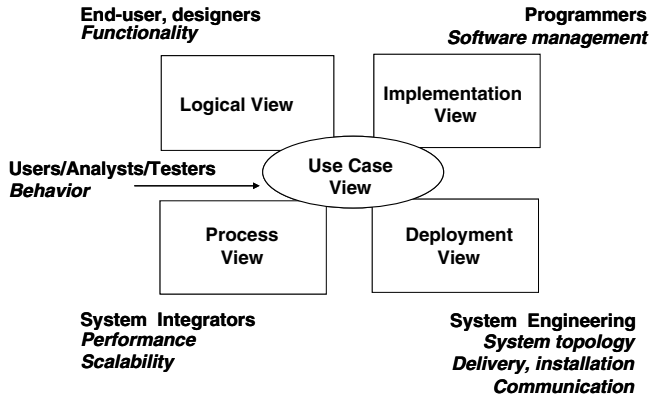 End-user, designers
Functionality
Programmers
Software management
Logical View
Implementation
View
Users/Analysts/Testers
Behavior
Use Case
View
Process
View
Deployment
View
System Integrators
Performance
Scalability
System Engineering
System topology
Delivery, installation
Communication